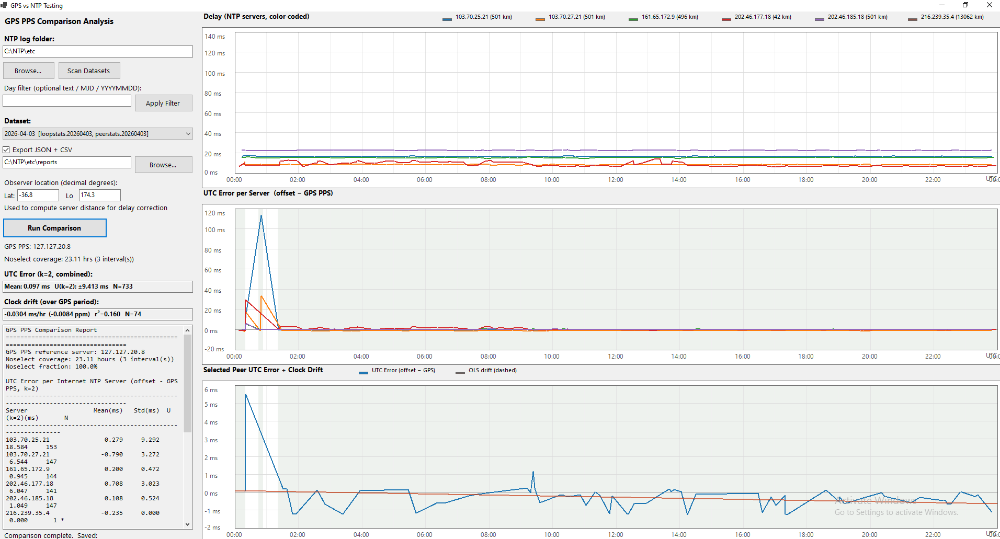 GPS vs NTP Testing
GPS PPS Comparison Analysis
NTP log folder:
C:\NTP\etc
Browse...
Scan Datasets
Day filter (optional text / MJD / YYYYMMDD):
Apply Filter
Dataset:
2026-04-03 [loopstats.20260403, peerstats.20260403]
Export JSON + CSV
C:\NTP\etc\reports
Browse...
Observer location (decimal degrees):
Lat: -36.8 Lo 174.3
Used to compute server distance for delay correction
Run Comparison
GPS PPS: 127.127.20.8
Noselect coverage: 23.11 hrs (3 interval(s))
UTC Error (k=2, combined):
Mean: 0.097 ms U(k=2): ±9.413 ms N=733
Clock drift (over GPS period):
-0.0304 ms/hr (-0.0084 ppm) r²=0.160 N=74
GPS PPS Comparison Report
===============================================
=================================
GPS PPS reference server: 127.127.20.8
Noselect coverage: 23.11 hours (3 interval(s))
Noselect fraction: 100.0%
UTC Error per Internet NTP Server (offset - GPS
PPS, k=2)
-----------------------------------------------
---------------------------------
Server Mean(ms) Std(ms) U
(k=2)(ms) N
-----------------------------------------------
---------------
103.70.25.21 0.279 9.292
18.584 153
103.70.27.21 -0.790 3.272
6.544 147
161.65.172.9 0.200 0.472
0.945 144
202.46.177.18 0.708 3.023
6.047 141
202.46.185.18 0.108 0.524
1.049 147
216.239.35.4 -0.235 0.000
0.000 1 *
Comparison complete. Saved:
Delay (NTP servers, color-coded)
103.70.25.21 (501 km)
103.70.27.21 (501 km)
161.65.172.9 (496 km)
202.46.177.18 (42 km)
202.46.185.18 (501 km)
216.239.35.4 (13062 km)
140 ms
120 ms
100 ms
80 ms
60 ms
40 ms
20 ms
0 ms
00:00 02:00 04:00 06:00 08:00 10:00 12:00 14:00 16:00 18:00 20:00 22:00 UTC
UTC Error per Server (offset − GPS PPS)
120 ms
100 ms
80 ms
60 ms
40 ms
20 ms
0 ms
-20 ms
00:00 02:00 04:00 06:00 08:00 10:00 12:00 14:00 16:00 18:00 20:00 22:00 UTC
Selected Peer UTC Error + Clock Drift
UTC Error (offset − GPS)
OLS drift (dashed)
6 ms
5 ms
4 ms
3 ms
2 ms
1 ms
0 ms
-1 ms
-2 ms
00:00 02:00 04:00 06:00 08:00 10:00 12:00 14:00 16:00 18:00 20:00 22:00 UTC
Activate Windows
Go to Settings to activate Windows.